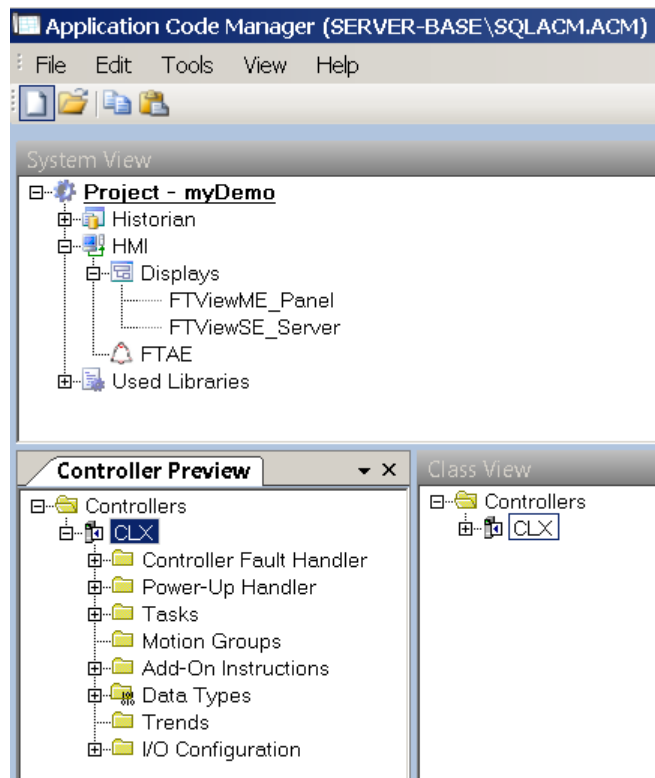 Application Code Manager (SERVER-BASE\SQLACM.ACM)
File Edit Tools View Help
System View
Project - myDemo
Historian
HMI
Displays
FTViewME_Panel
FTViewSE_Server
FTAE
Used Libraries
Controller Preview
Controllers
CLX
Controller Fault Handler
Power-Up Handler
Tasks
Motion Groups
Add-On Instructions
Data Types
Trends
I/O Configuration
Class View
Controllers
CLX